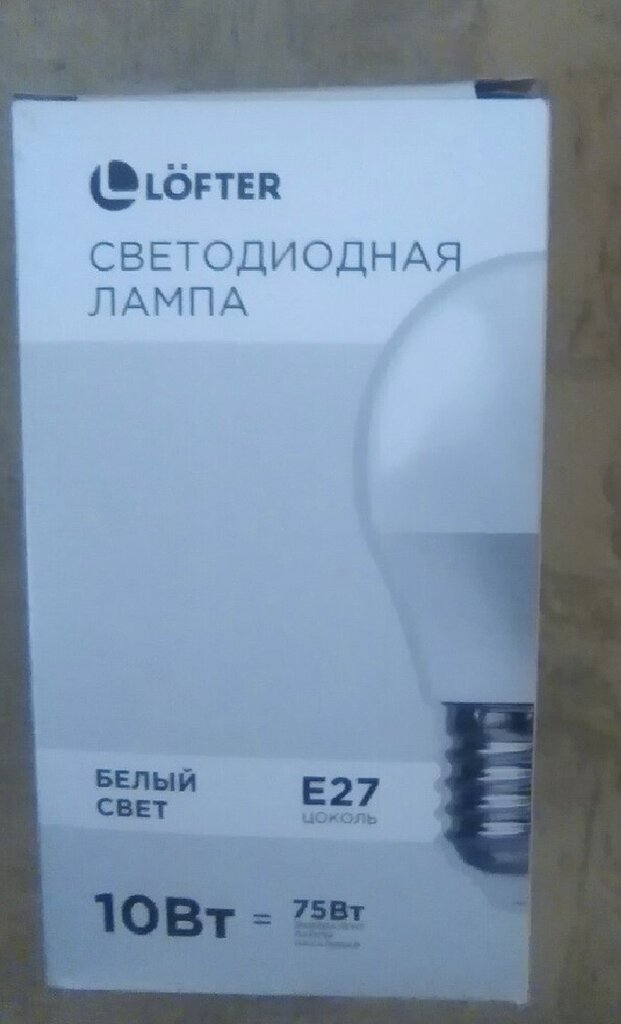 LÖFTER
СВЕТОДИОДНАЯ
ЛАМПА
БЕЛЫЙ
СВЕТ
E27
ЦОКОЛЬ
10Вт = 75Вт